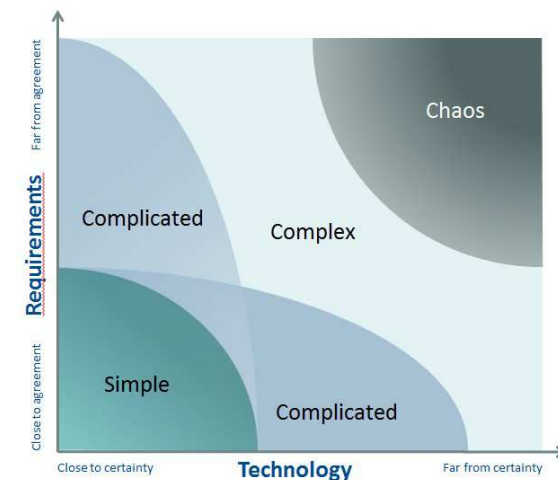 Far from agreement
Requirements
Close to agreement
Chaos
Complicated
Complex
Simple
Complicated
Close to certainty
Technology
Far from certainty